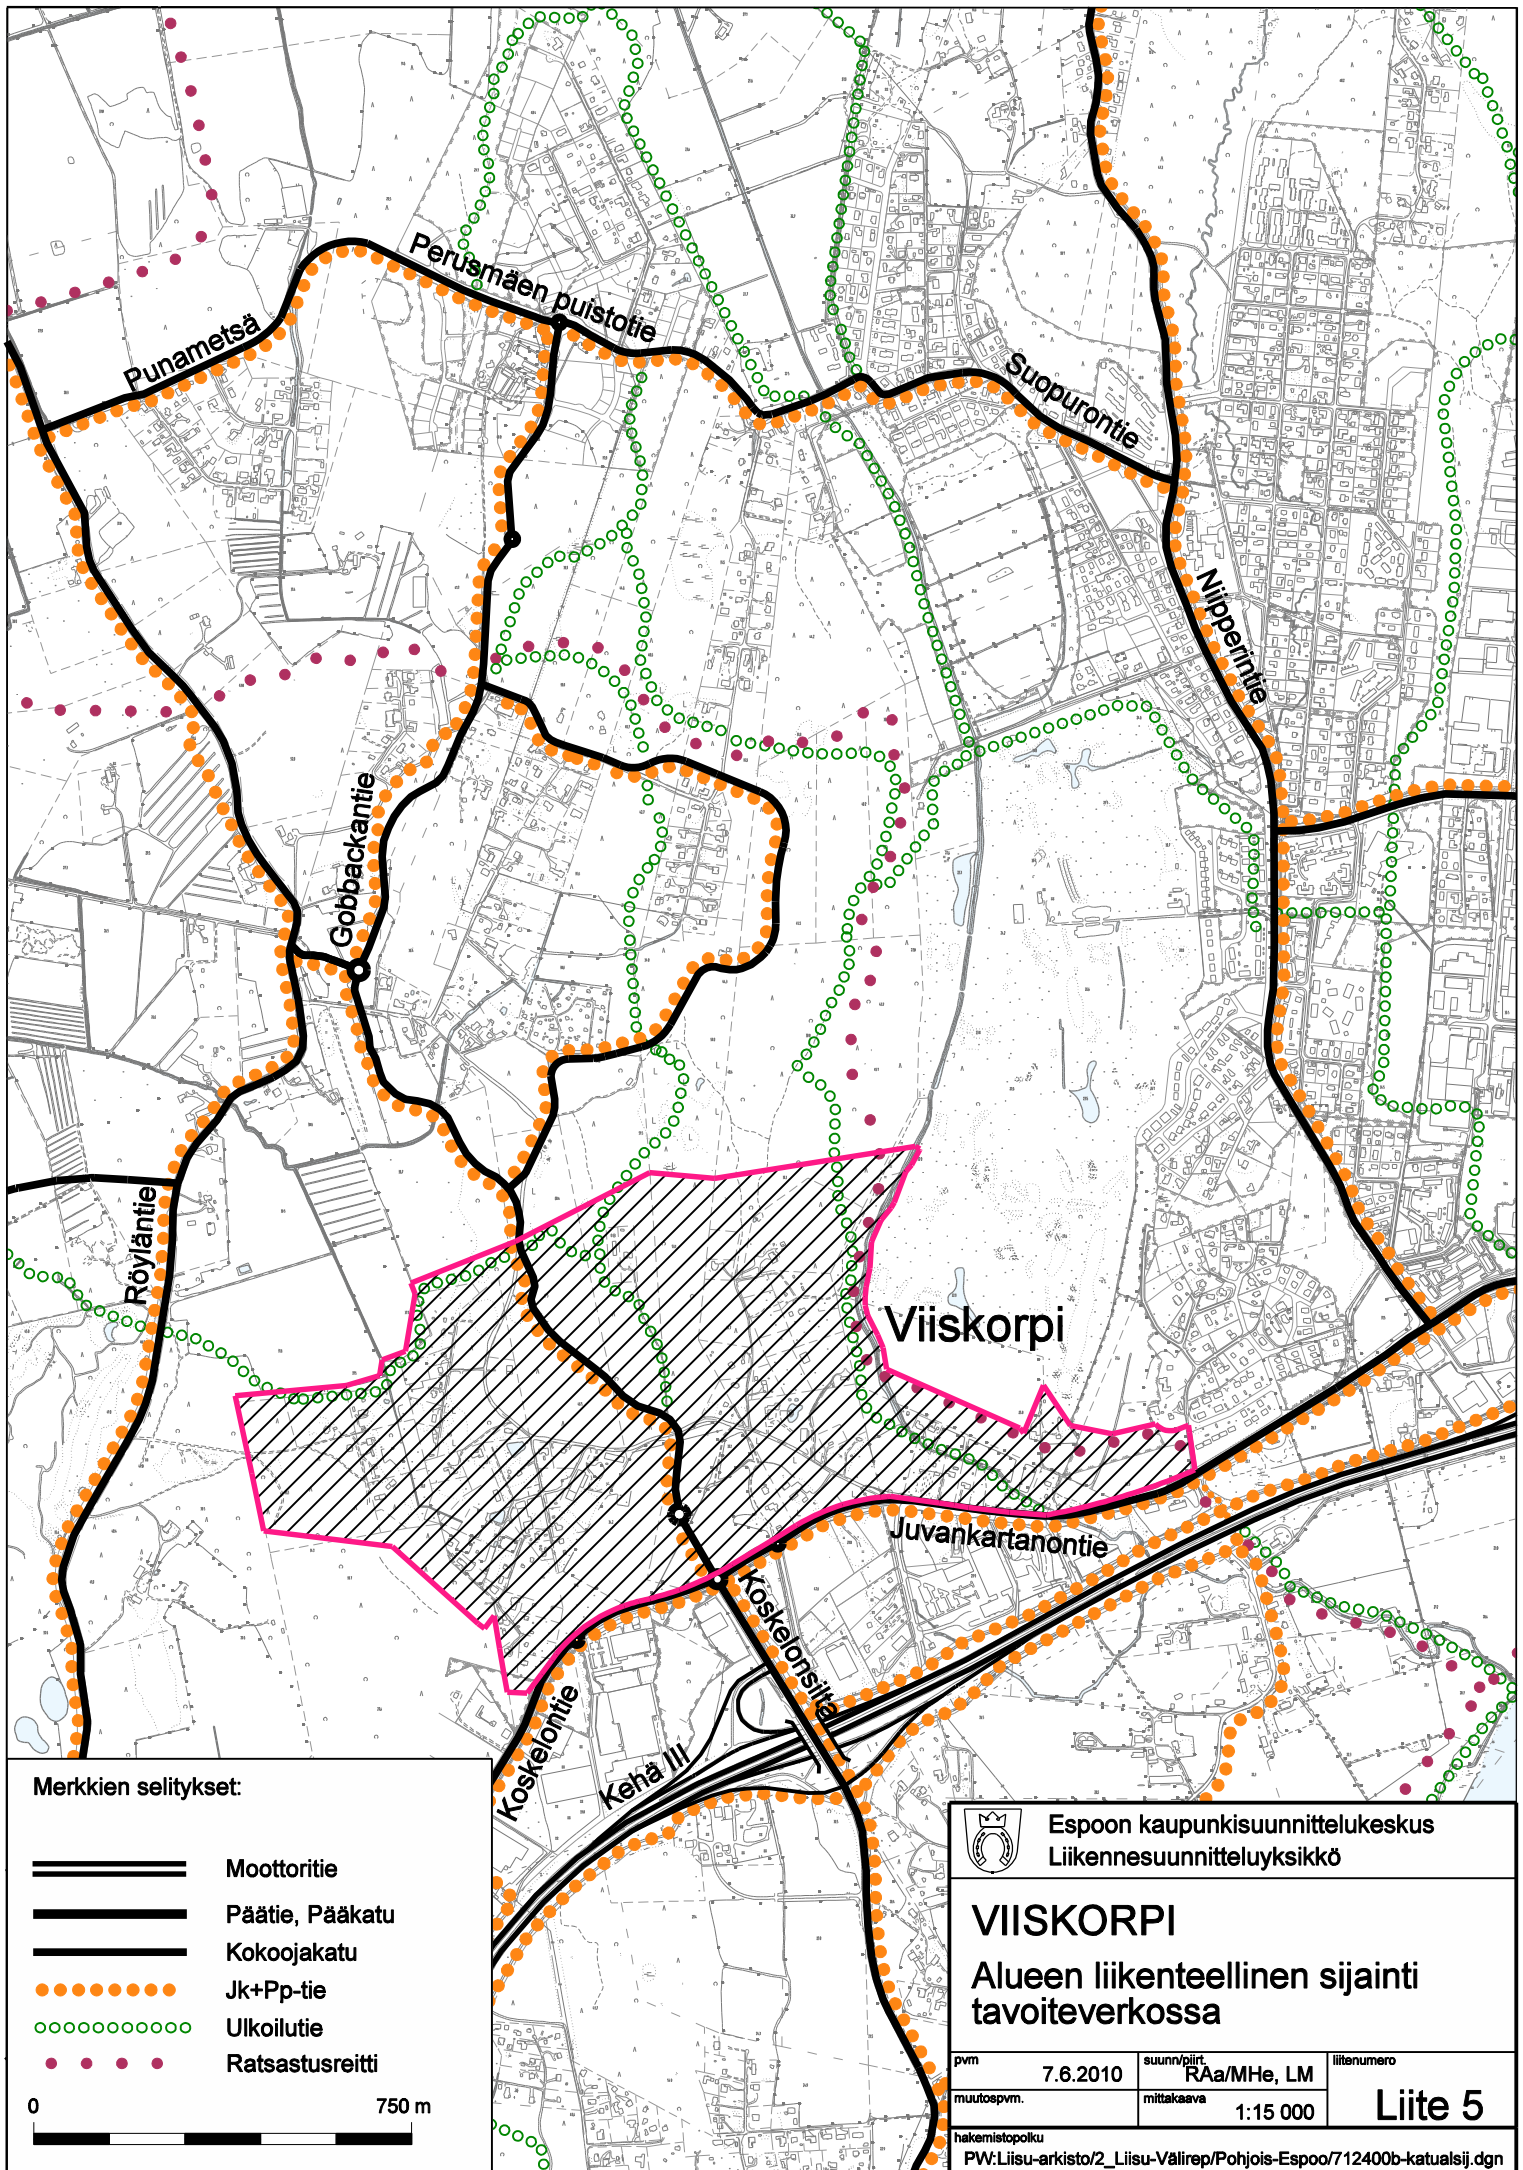 Perusmäen puistotie
Punametsä
Suopurontie
Niipperintie
Gobbackantie
Röyläntie
Viiskorpi
Juvankartanontie
Koskelonsilta
Koskelontie
Kehä III
Merkkien selitykset:
Moottoritie
Päätie, Pääkatu
Kokoojakatu
Jk+Pp-tie
Ulkoilutie
Ratsastusreitti
0 750 m
Espoon kaupunkisuunnittelukeskus
Liikennesuunnitteluyksikkö
VIISKORPI
Alueen liikenteellinen sijainti
tavoiteverkossa
pvm 7.6.2010 suunn/piirt. RAa/MHe, LM liitenumero
muutospvm. mittakaava 1:15 000 Liite 5
hakemistopolku
PW:Liisu-arkisto/2_Liisu-Välirep/Pohjois-Espoo/712400b-katualsij.dgn